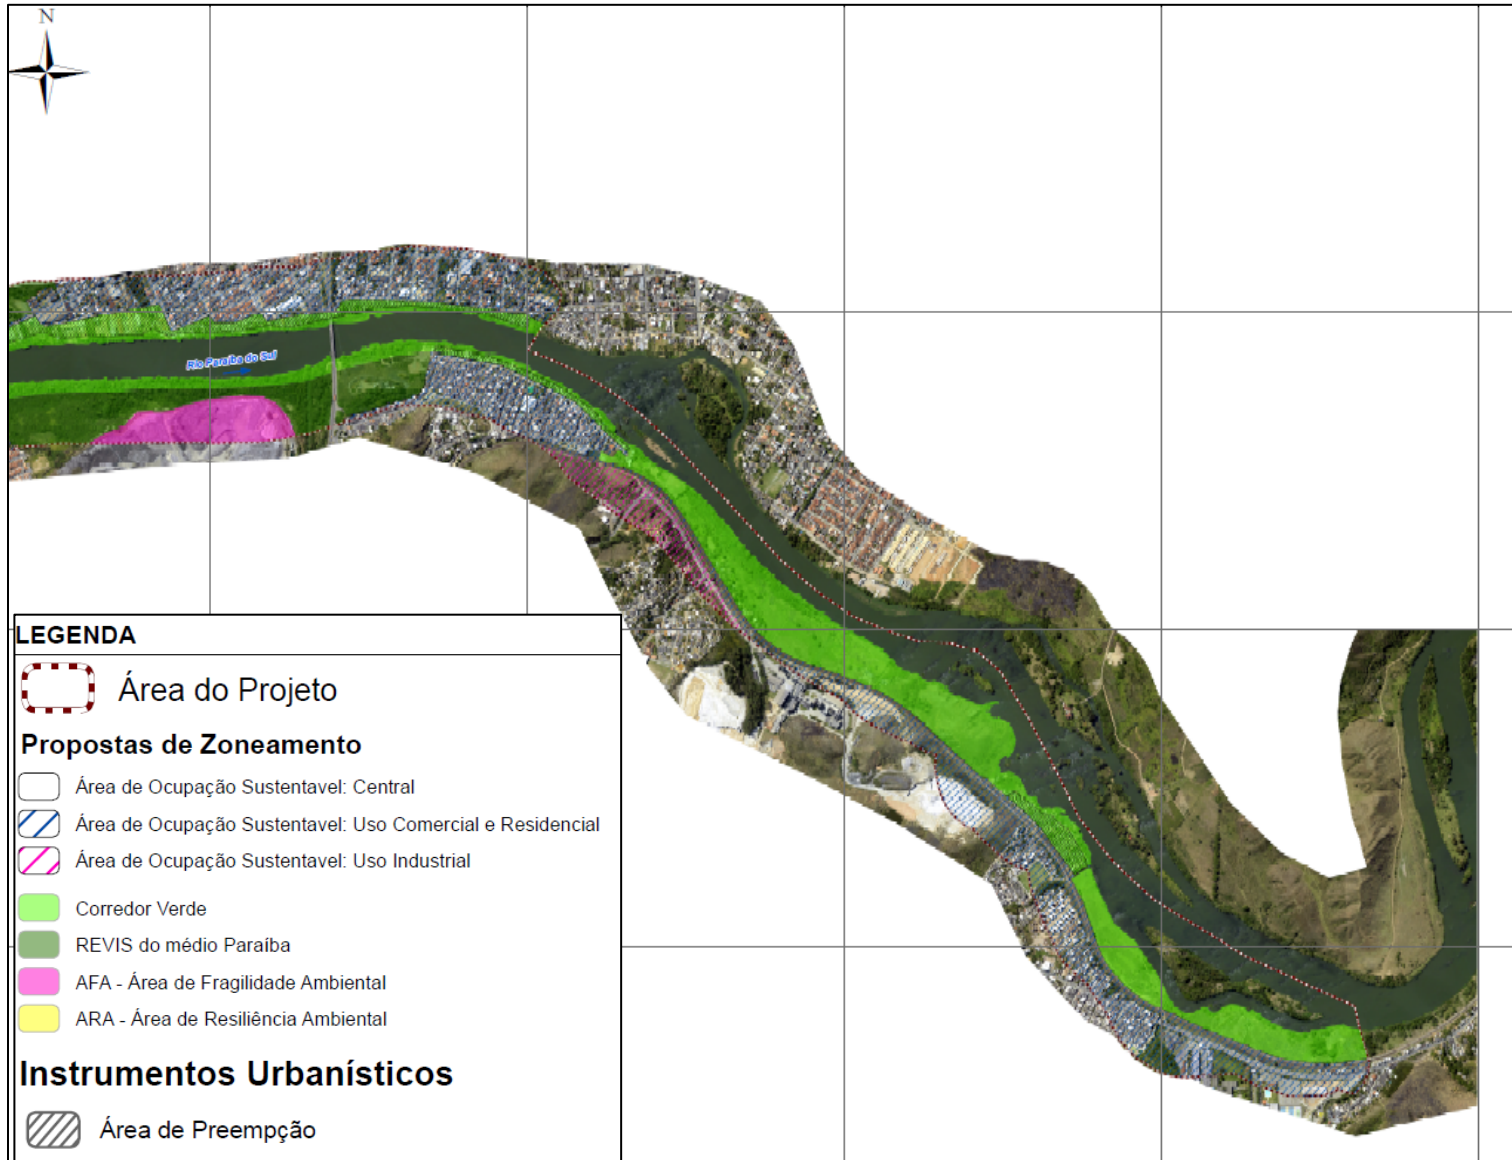 N
Rio Paraíba do Sul
LEGENDA
Área do Projeto
Propostas de Zoneamento
Área de Ocupação Sustentavel: Central
Área de Ocupação Sustentavel: Uso Comercial e Residencial
Área de Ocupação Sustentavel: Uso Industrial
Corredor Verde
REVIS do médio Paraíba
AFA - Área de Fragilidade Ambiental
ARA - Área de Resiliência Ambiental
Instrumentos Urbanísticos
Área de Preempção